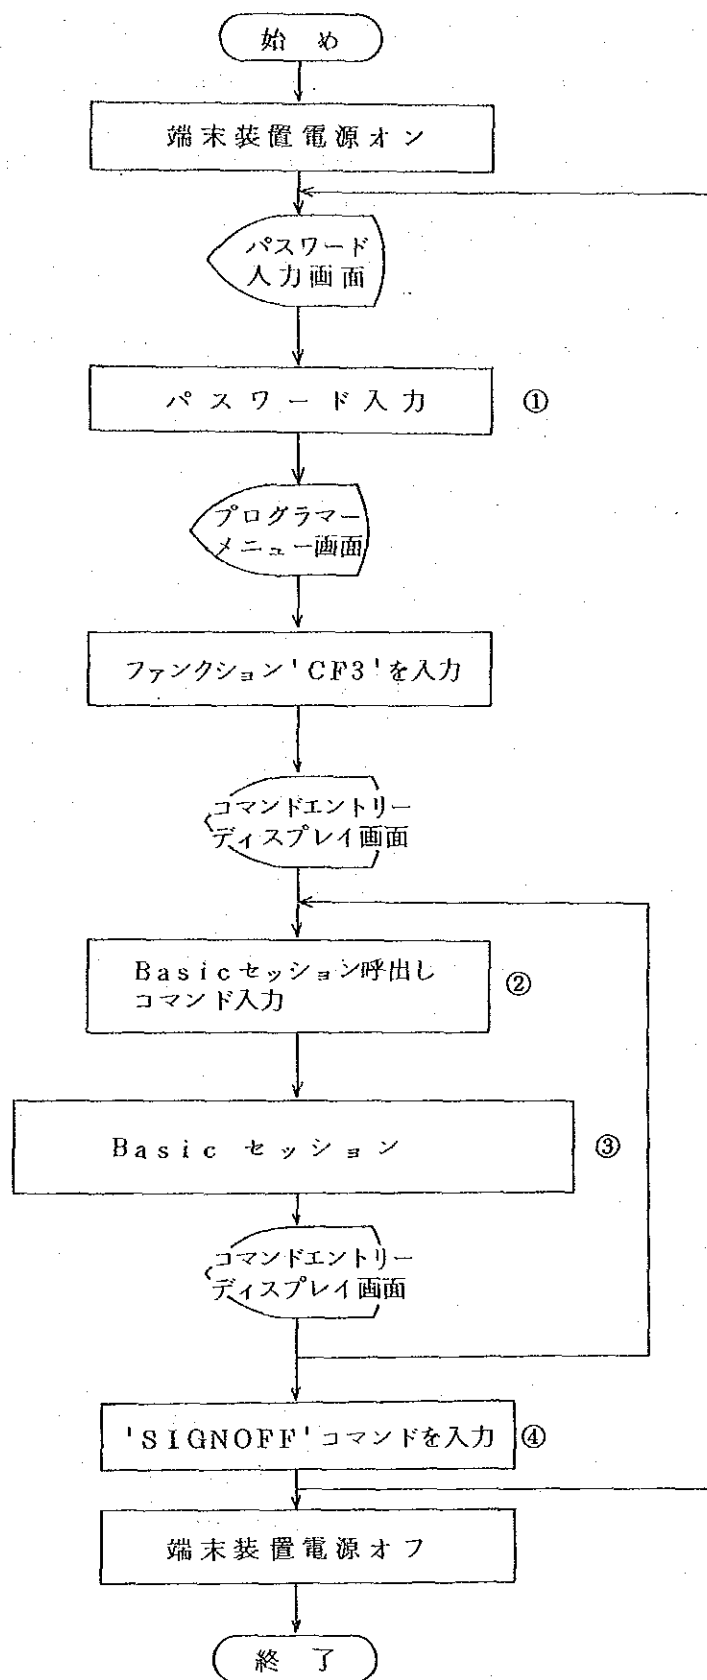 始め
端末装置電源オン
パスワード
入力画面
パスワード入力 ①
プログラマー
メニュー画面
ファンクション'CF3'を入力
コマンドエントリー
ディスプレイ画面
Basicセッション呼出し
コマンド入力 ②
Basic セッション ③
コマンドエントリー
ディスプレイ画面
'SIGNOFF'コマンドを入力 ④
端末装置電源オフ
終了